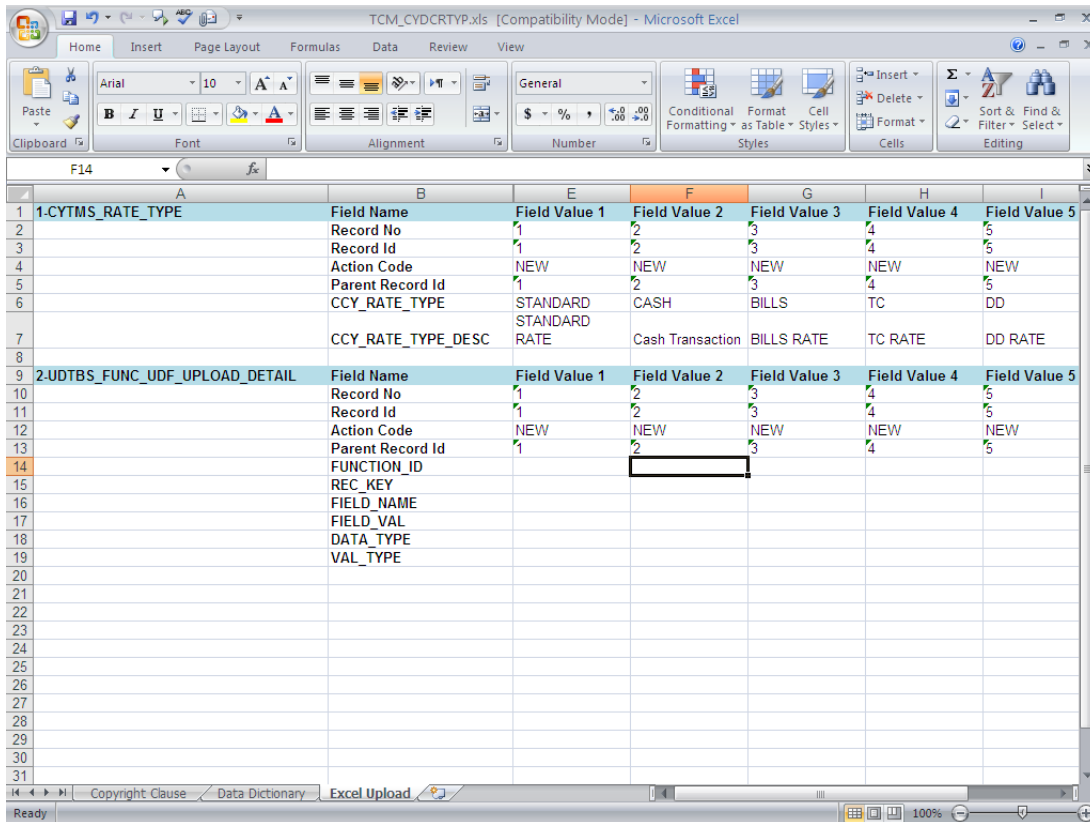 TCM_CYDCRTYP.xls [Compatibility Mode] - Microsoft Excel
Home Insert Page Layout Formulas Data Review View
Paste
Arial 10 A A
B I U A
General
$ % , .0 .00 .00 .0
Conditional Formatting Format as Table Cell Styles
Insert
Delete
Format
Σ
Sort & Filter Find & Select
Clipboard Font Alignment Number Styles Cells Editing
F14 fx
A B E F G H I
1 1-CYTMS_RATE_TYPE Field Name Field Value 1 Field Value 2 Field Value 3 Field Value 4 Field Value 5
2 Record No 1 2 3 4 5
3 Record Id 1 2 3 4 5
4 Action Code NEW NEW NEW NEW NEW
5 Parent Record Id 1 2 3 4 5
6 CCY_RATE_TYPE STANDARD CASH BILLS TC DD
7 CCY_RATE_TYPE_DESC STANDARD RATE Cash Transaction BILLS RATE TC RATE DD RATE
8
9 2-UDTBS_FUNC_UDF_UPLOAD_DETAIL Field Name Field Value 1 Field Value 2 Field Value 3 Field Value 4 Field Value 5
10 Record No 1 2 3 4 5
11 Record Id 1 2 3 4 5
12 Action Code NEW NEW NEW NEW NEW
13 Parent Record Id 1 2 3 4 5
14 FUNCTION_ID
15 REC_KEY
16 FIELD_NAME
17 FIELD_VAL
18 DATA_TYPE
19 VAL_TYPE
20
21
22
23
24
25
26
27
28
29
30
31
Copyright Clause Data Dictionary Excel Upload
Ready 100%